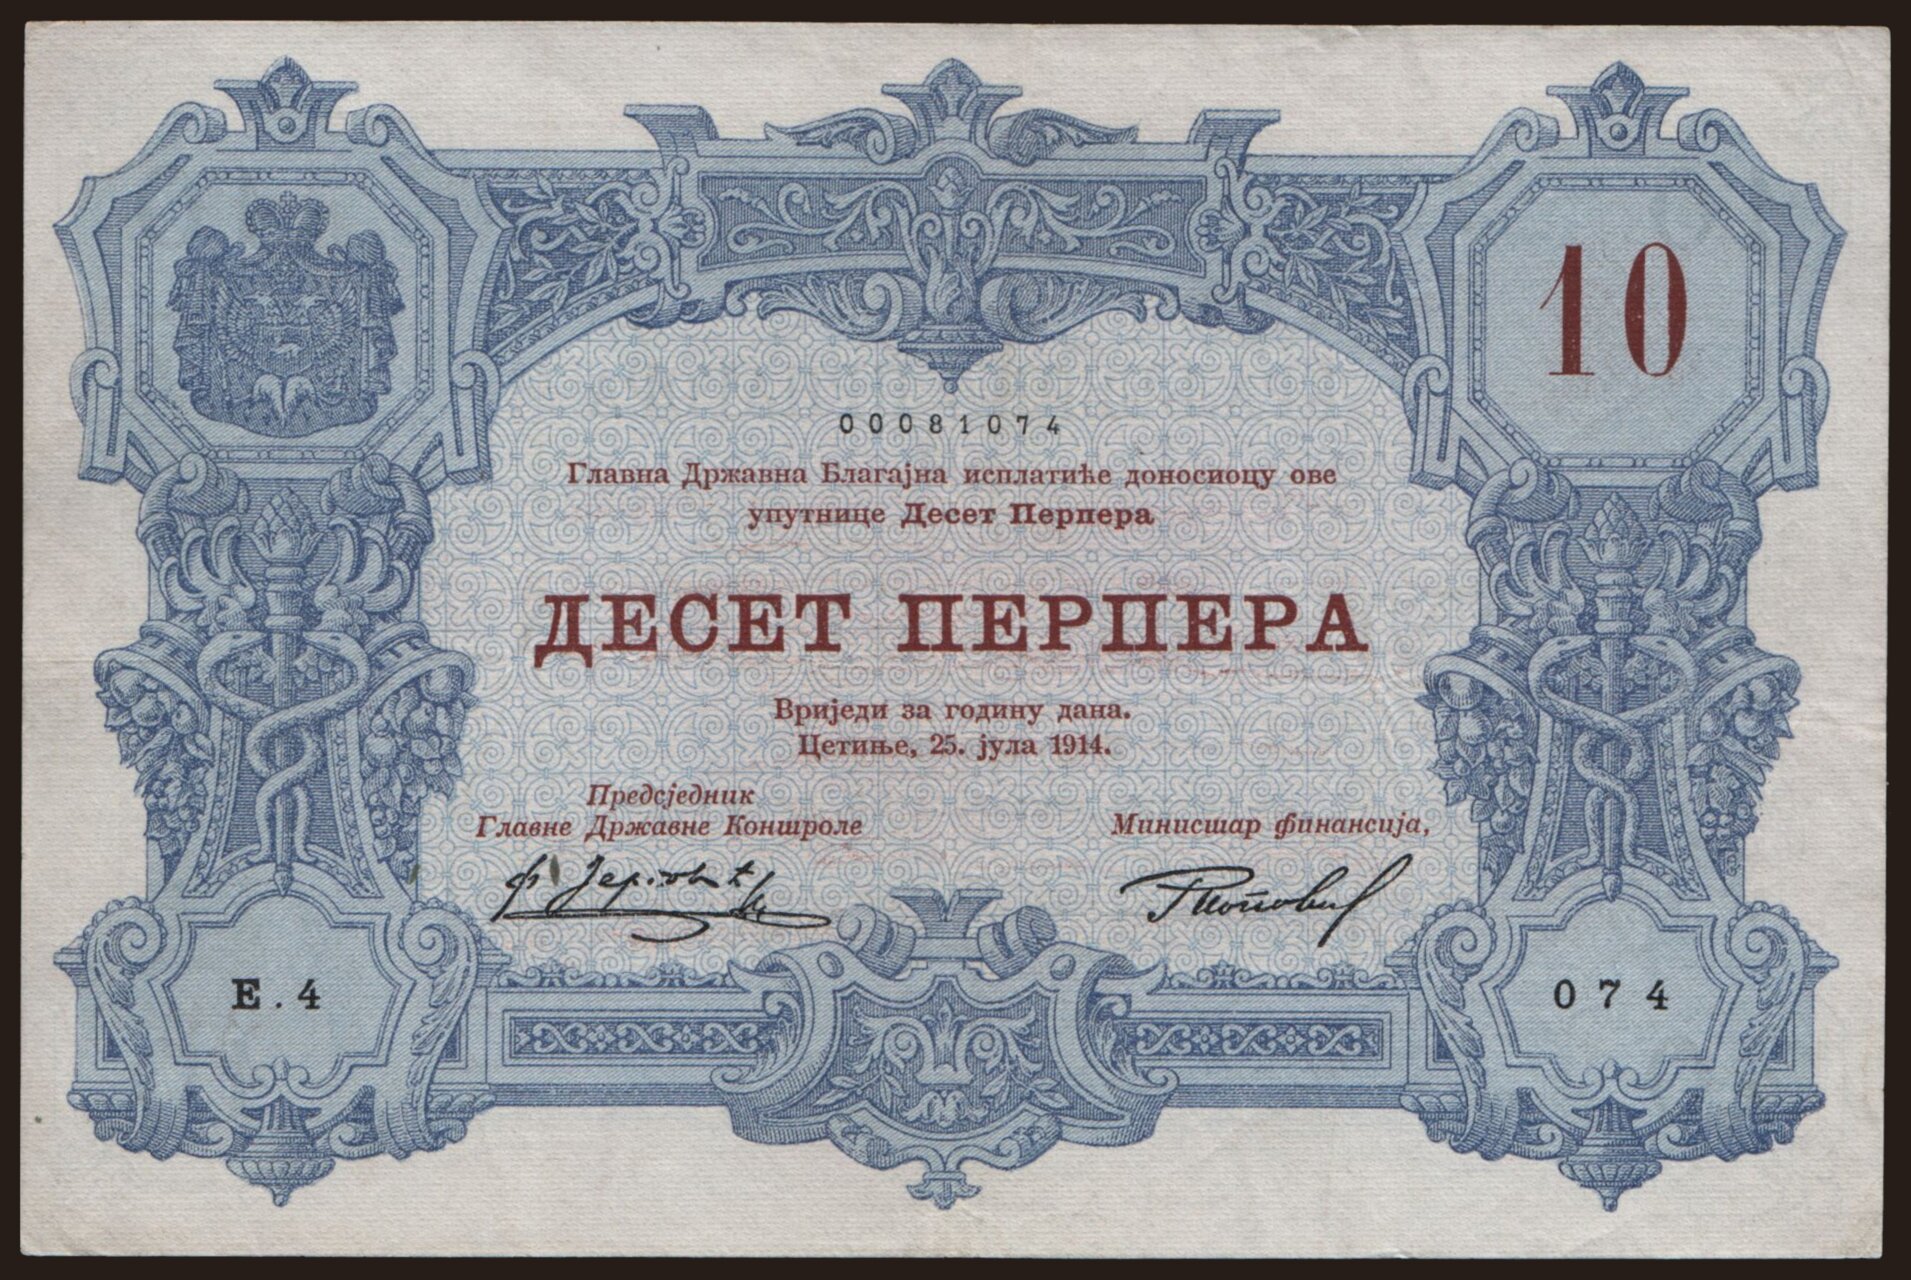 10
00081074
Главна Државна Благајна исплатиће доносиоцу ове
упутнице Десет Перпера
ДЕСЕТ ПЕРПЕРА
Вриједи за годину дана.
Цетиње, 25. јула 1914.
Предсједник
Главне Државне Контроле
Министар финансија,
Е.4
074